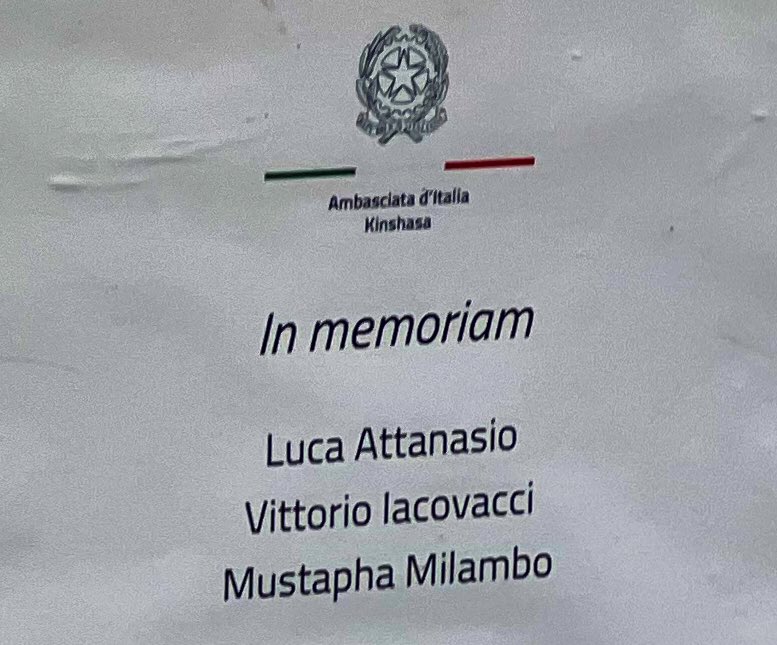 Ambasciata d'Italia
Kinshasa
In memoriam
Luca Attanasio
Vittorio Iacovacci
Mustapha Milambo